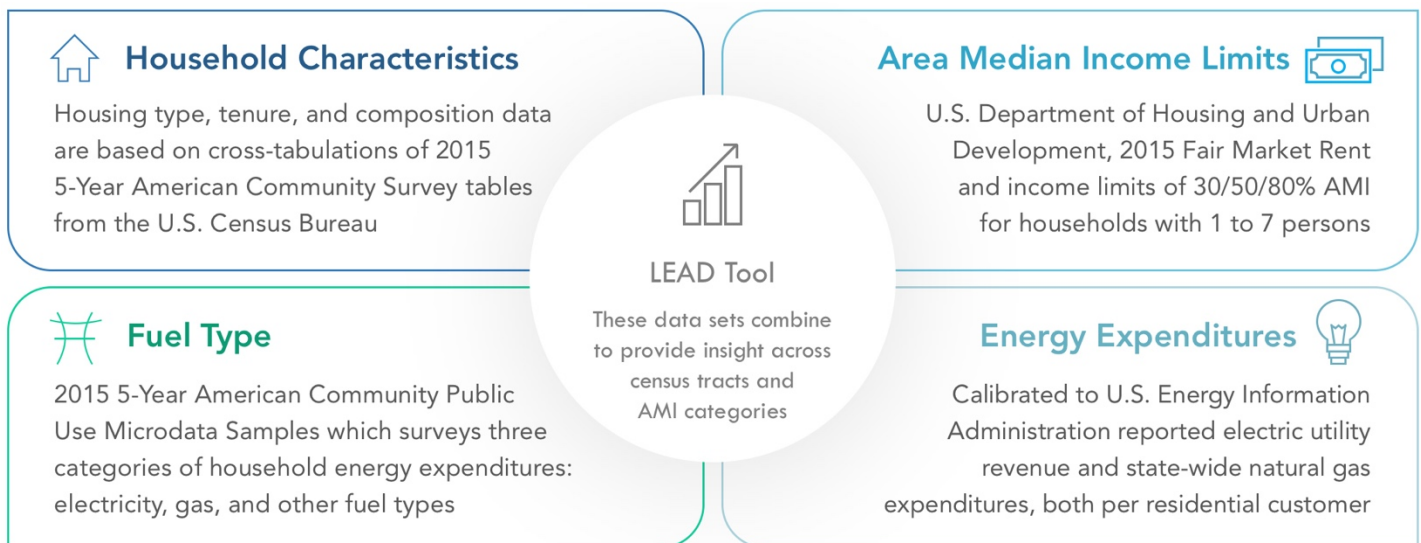 Household Characteristics
Housing type, tenure, and composition data
are based on cross-tabulations of 2015
5-Year American Community Survey tables
from the U.S. Census Bureau
Area Median Income Limits
U.S. Department of Housing and Urban
Development, 2015 Fair Market Rent
and income limits of 30/50/80% AMI
for households with 1 to 7 persons
LEAD Tool
These data sets combine
to provide insight across
census tracts and
AMI categories
Fuel Type
2015 5-Year American Community Public
Use Microdata Samples which surveys three
categories of household energy expenditures:
electricity, gas, and other fuel types
Energy Expenditures
Calibrated to U.S. Energy Information
Administration reported electric utility
revenue and state-wide natural gas
expenditures, both per residential customer